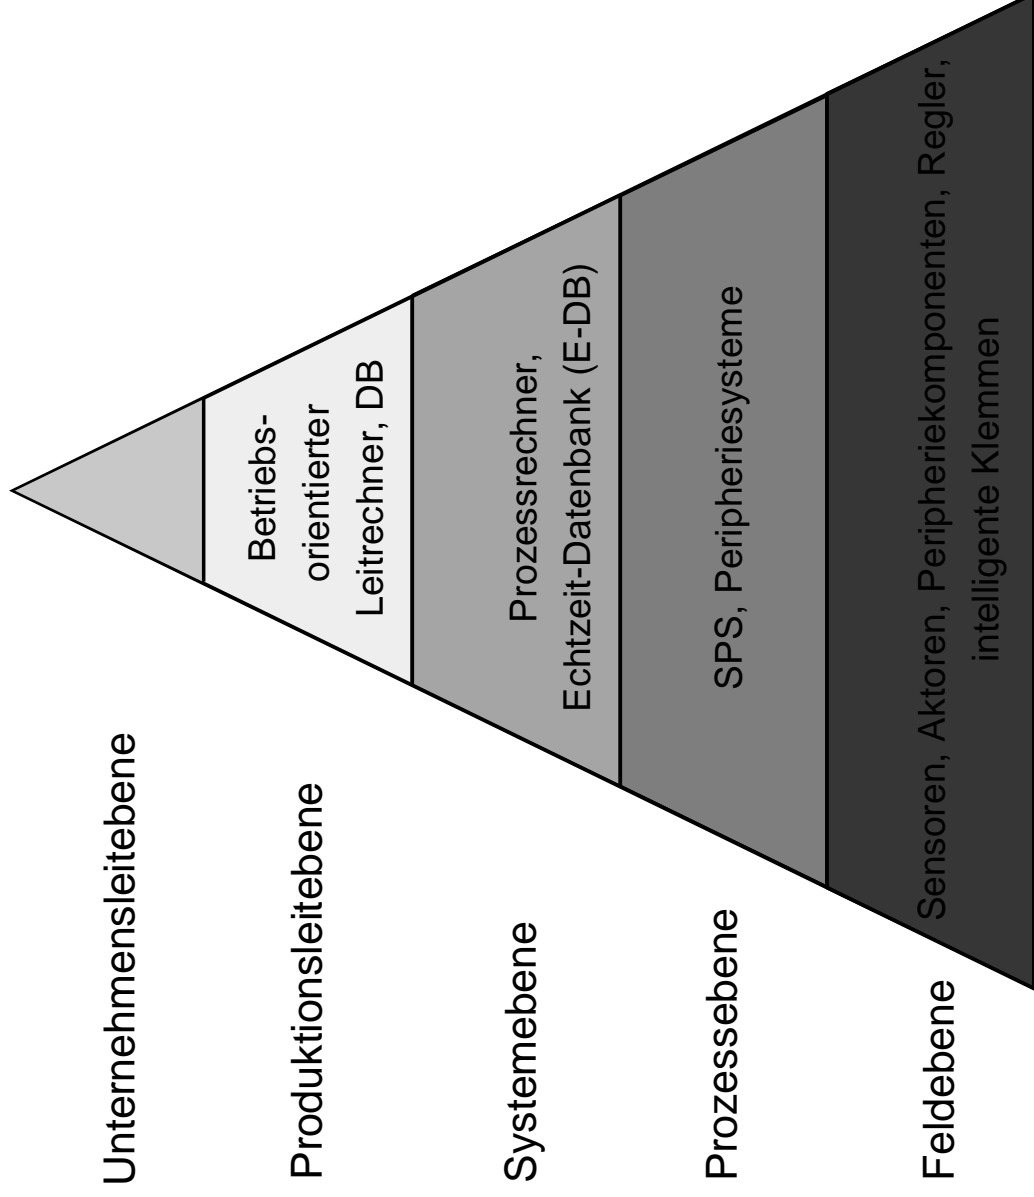 Unternehmensleitebene
Produktionsleitebene
Betriebs-
orientierter
Leitrechner, DB
Systemebene
Prozessrechner,
Echtzeit-Datenbank (E-DB)
Prozessebene
SPS, Peripheriesysteme
Feldebene
Sensoren, Aktoren, Peripheriekomponenten, Regler,
intelligente Klemmen